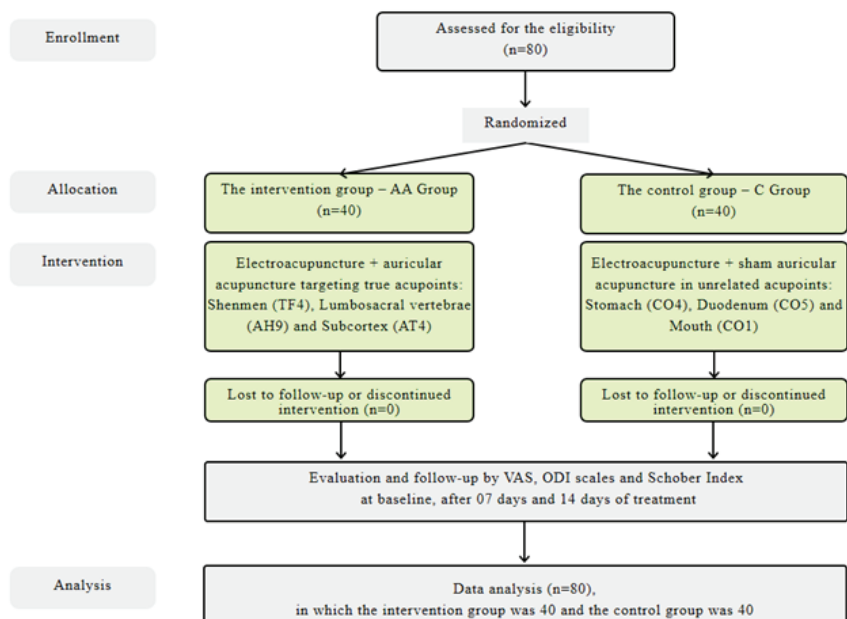 Enrollment
Assessed for the eligibility
(n=80)
Randomized
Allocation
The intervention group – AA Group
(n=40)
The control group – C Group
(n=40)
Intervention
Electroacupuncture + auricular
acupuncture targeting true acupoints:
Shenmen (TF4), Lumbosacral vertebrae
(AH9) and Subcortex (AT4)
Electroacupuncture + sham auricular
acupuncture in unrelated acupoints:
Stomach (CO4), Duodenum (CO5) and
Mouth (CO1)
Lost to follow-up or discontinued
intervention (n=0)
Lost to follow-up or discontinued
intervention (n=0)
Evaluation and follow-up by VAS, ODI scales and Schober Index
at baseline, after 07 days and 14 days of treatment
Analysis
Data analysis (n=80),
in which the intervention group was 40 and the control group was 40